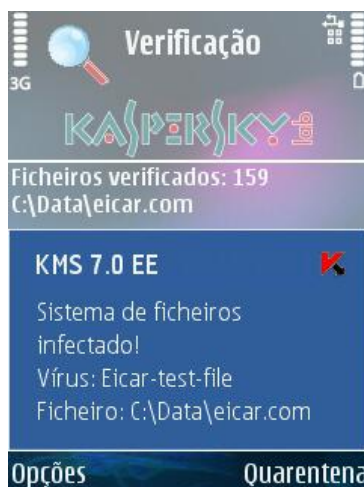 Verificação
3G
KASPERSKY lab
Ficheiros verificados: 159
C:\Data\eicar.com
KMS 7.0 EE
Sistema de ficheiros
infectado!
Vírus: Eicar-test-file
Ficheiro: C:\Data\eicar.com
Opções Quarentena